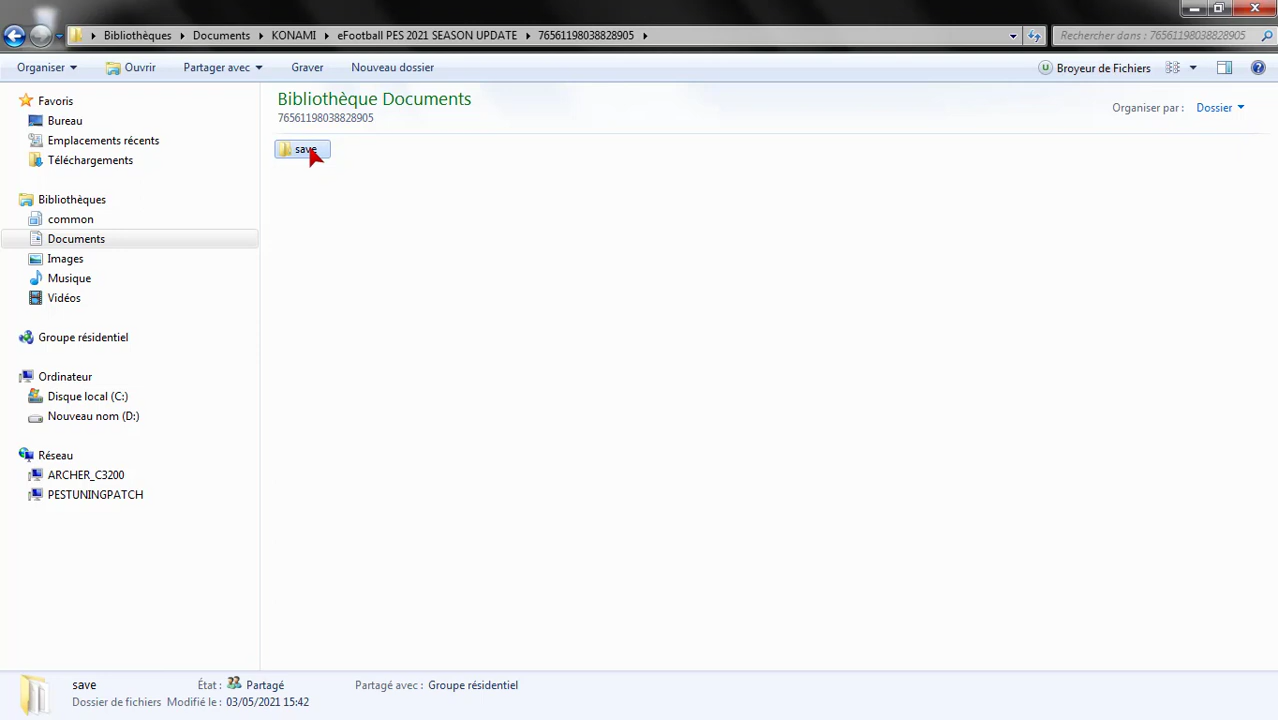 Bibliothèques Documents KONAMI eFootball PES 2021 SEASON UPDATE 76561198038828905
Rechercher dans : 76561198038828905
Organiser Ouvrir Partager avec Graver Nouveau dossier Broyeur de Fichiers
Favoris
Bureau
Emplacements récents
Téléchargements
Bibliothèques
common
Documents
Images
Musique
Vidéos
Groupe résidentiel
Ordinateur
Disque local (C:)
Nouveau nom (D:)
Réseau
ARCHER_C3200
PESTUNINGPATCH
Bibliothèque Documents
76561198038828905
Organiser par : Dossier
save
save État : Partagé Partagé avec : Groupe résidentiel
Dossier de fichiers Modifié le : 03/05/2021 15:42